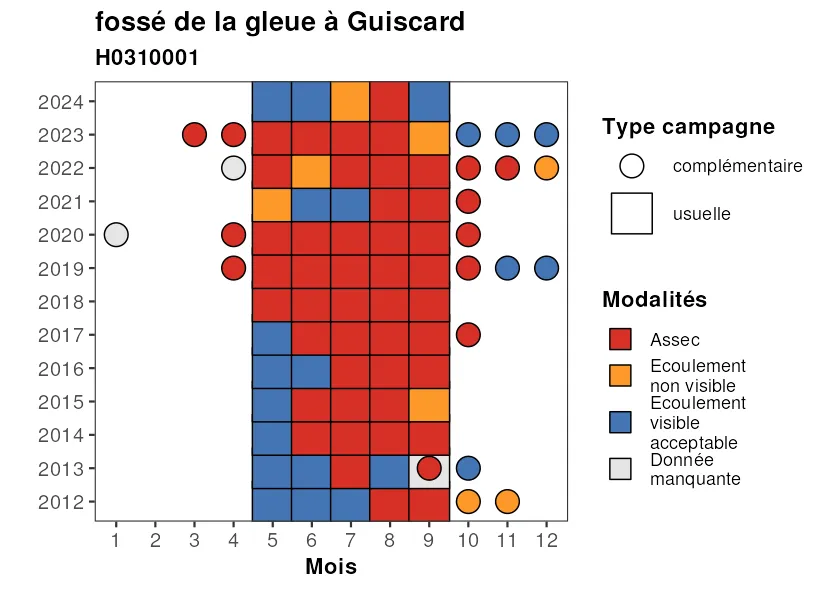 fossé de la gleue à Guiscard
H0310001
2024
2023
2022
2021
2020
2019
2018
2017
2016
2015
2014
2013
2012
1 2 3 4 5 6 7 8 9 10 11 12
Mois
Type campagne
complémentaire
usuelle
Modalités
Assec
Ecoulement
non visible
Ecoulement
visible
acceptable
Donnée
manquante